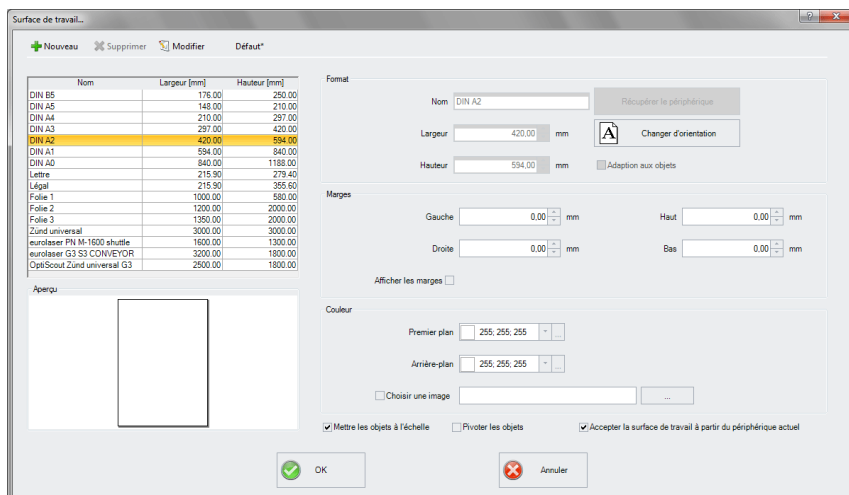 Surface de travail...
Nouveau Supprimer Modifier Défaut*
Nom Largeur [mm] Hauteur [mm]
DIN B5 176.00 250.00
DIN A5 148.00 210.00
DIN A4 210.00 297.00
DIN A3 297.00 420.00
DIN A2 420.00 594.00
DIN A1 594.00 840.00
DIN A0 840.00 1188.00
Lettre 215.90 279.40
Légal 215.90 355.60
Folie 1 1000.00 580.00
Folie 2 1200.00 2000.00
Folie 3 1350.00 2000.00
Zünd universal 3000.00 3000.00
eurolaser PN M-1600 shuttle 1600.00 1300.00
eurolaser G3 S3 CONVEYOR 3200.00 1800.00
OptiScout Zünd universal G3 2500.00 1800.00
Aperçu
Format
Nom DIN A2 Récupérer le périphérique
Largeur 420,00 mm A Changer d'orientation
Hauteur 594,00 mm Adaption aux objets
Marges
Gauche 0,00 mm Haut 0,00 mm
Droite 0,00 mm Bas 0,00 mm
Afficher les marges
Couleur
Premier plan 255; 255; 255 ...
Arrière-plan 255; 255; 255 ...
Choisir une image ...
Mettre les objets à l'échelle Pivoter les objets Accepter la surface de travail à partir du périphérique actuel
OK Annuler